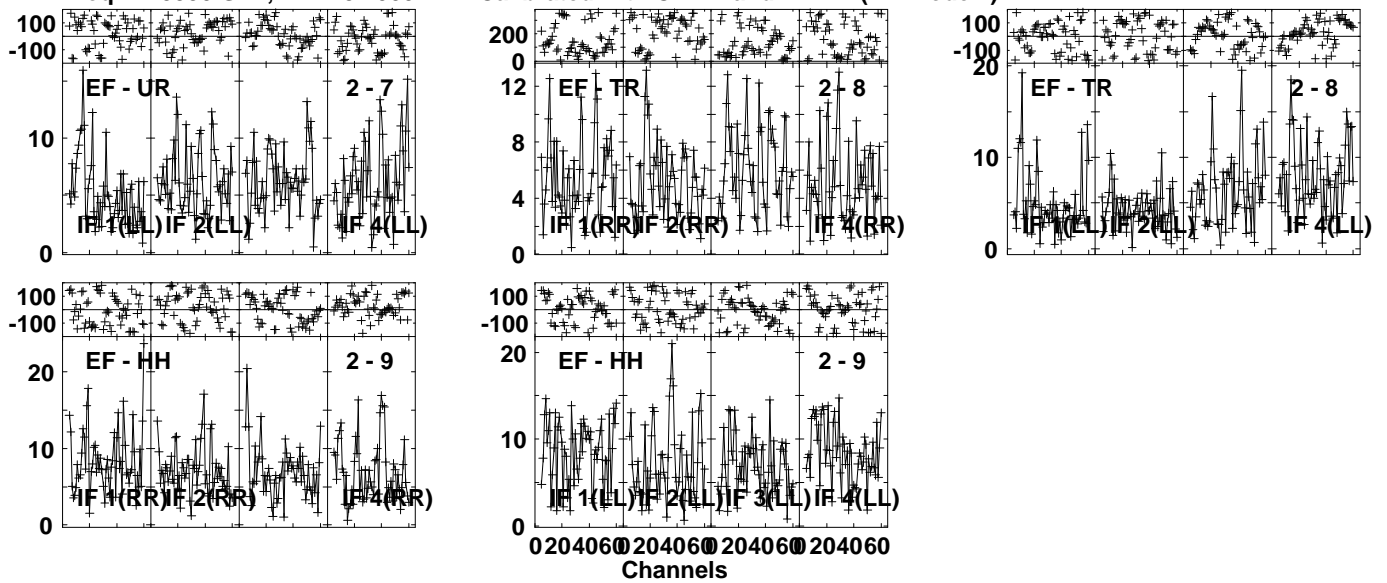 100 200 100
-100 0 -100
EF - UR 2 - 7 EF - TR 2 - 8 EF - TR 2 - 8
20
12
10 8 10
4
IF 1(LL) IF 2(LL) IF 4(LL) IF 1(RR) IF 2(RR) IF 4(RR) IF 1(LL) IF 2(LL) IF 4(LL)
0 0 0
100 100
-100 -100
EF - HH 2 - 9 EF - HH 2 - 9
20 20
10 10
IF 1(RR) IF 2(RR) IF 4(RR) IF 1(LL) IF 2(LL) IF 3(LL) IF 4(LL)
0 0
0 20 40 60 0 20 40 60 0 20 40 60 0 20 40 60
Channels